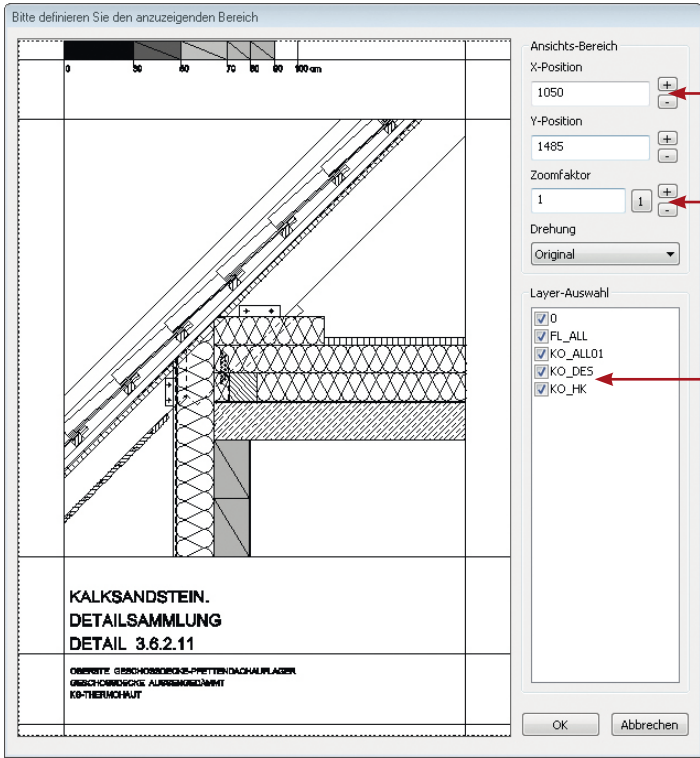 Bitte definieren Sie den anzuzeigenden Bereich
0 30 50 70 80 90 100 cm
KALKSANDSTEIN.
DETAILSAMMLUNG
DETAIL 3.6.2.11
OBERSTE GESCHOSSDECKE-PFETTENDACHAUFLAGER
GESCHOSSDECKE AUSSENGEDÄMMT
KS-THERMOHAUT
Ansichts-Bereich
X-Position
1050
+
-
Y-Position
1485
+
-
Zoomfaktor
1
1
+
-
Drehung
Original
Layer-Auswahl
0
FL_ALL
KO_ALL01
KO_DES
KO_HK
OK Abbrechen